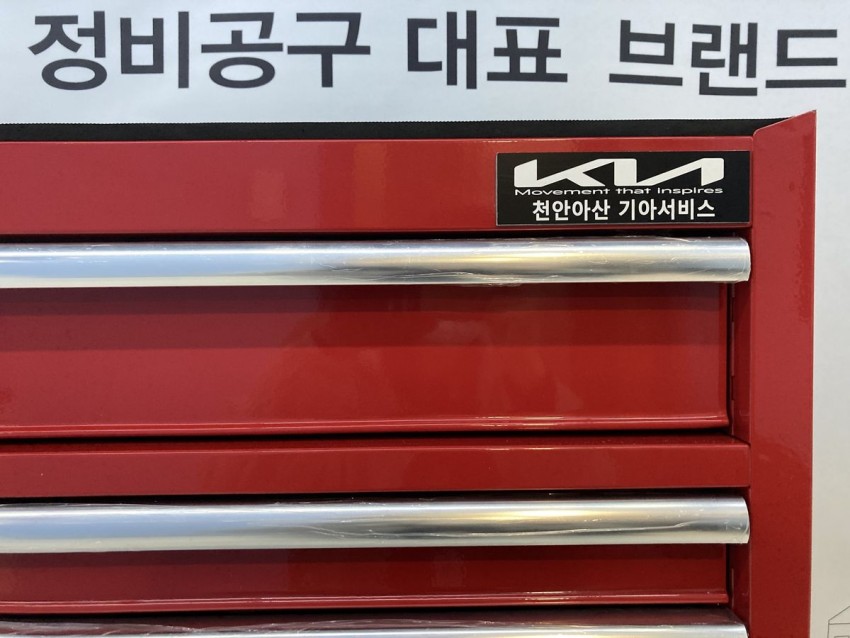 정비공구 대표 브랜드
KIA
Movement that inspires
천안아산 기아서비스